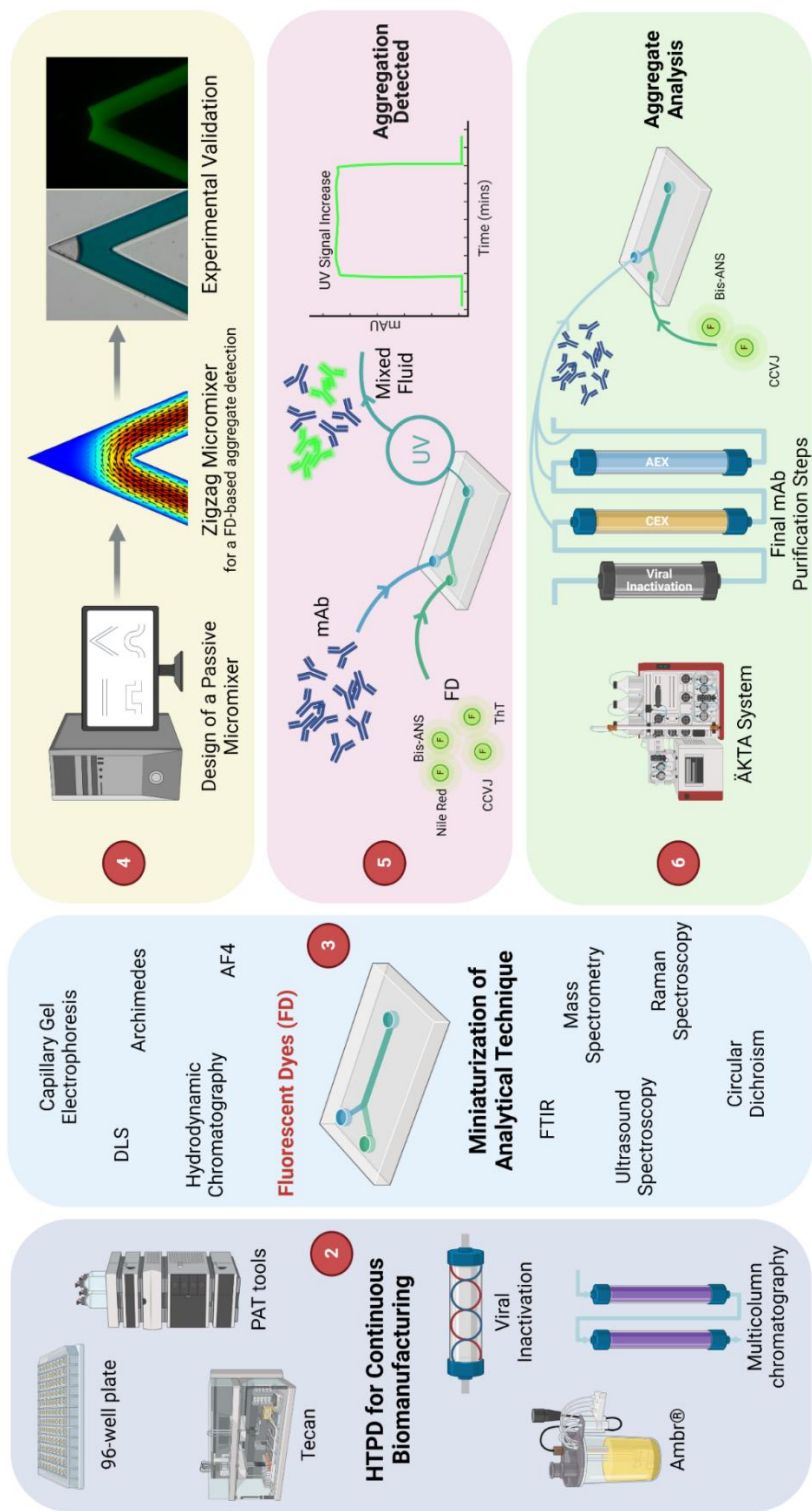 2
96-well plate
PAT tools
Tecan
HTPD for Continuous
Biomanufacturing
Viral
Inactivation
Ambr®
Multicolumn
chromatography
3
Capillary Gel
Electrophoresis
DLS
Archimedes
Hydrodynamic
Chromatography
AF4
Fluorescent Dyes (FD)
Miniaturization of
Analytical Technique
FTIR
Mass
Spectrometry
Ultrasound
Spectroscopy
Raman
Spectroscopy
Circular
Dichroism
4
Design of a Passive
Micromixer
Zigzag Micromixer
for a FD-based aggregate detection
Experimental Validation
5
mAb
FD
Nile Red
Bis-ANS
CCVJ
ThT
F
F
F
F
UV
Mixed
Fluid
mAU
UV Signal Increase
Time (mins)
Aggregation
Detected
6
ÄKTA System
Viral
Inactivation
CEX
AEX
Final mAb
Purification Steps
F
F
CCVJ
Bis-ANS
Aggregate
Analysis